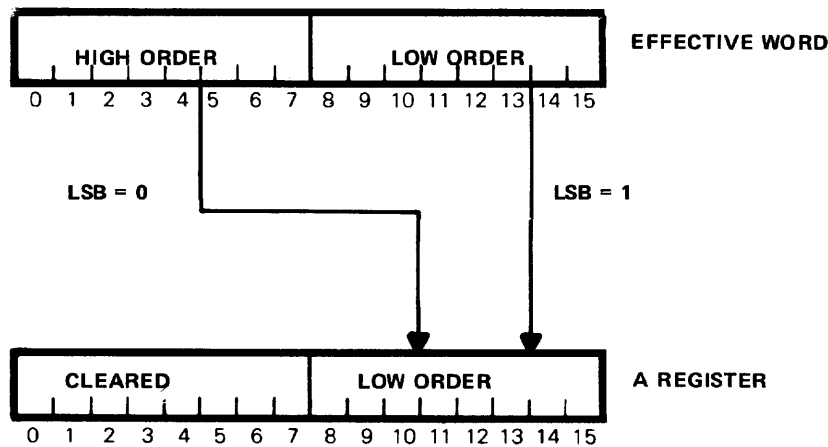 HIGH ORDER LOW ORDER EFFECTIVE WORD
0 1 2 3 4 5 6 7 8 9 10 11 12 13 14 15
LSB = 0 LSB = 1
CLEARED LOW ORDER A REGISTER
0 1 2 3 4 5 6 7 8 9 10 11 12 13 14 15